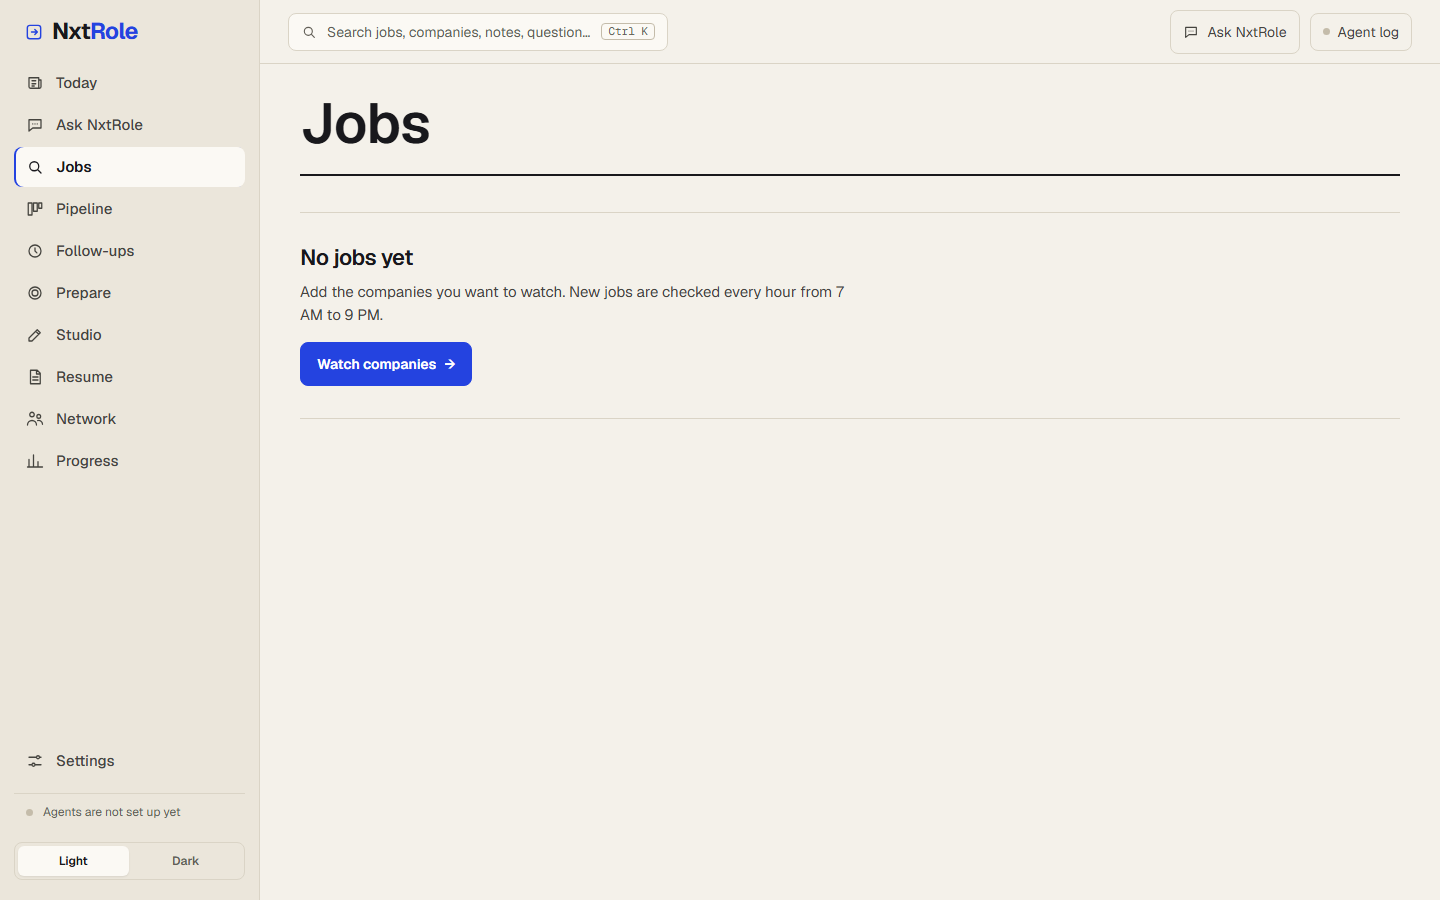 NxtRole
Today
Ask NxtRole
Jobs
Pipeline
Follow-ups
Prepare
Studio
Resume
Network
Progress
Settings
Agents are not set up yet
Light
Dark
Search jobs, companies, notes, question...
Ctrl K
Ask NxtRole
Agent log
Jobs
No jobs yet
Add the companies you want to watch. New jobs are checked every hour from 7
AM to 9 PM.
Watch companies →